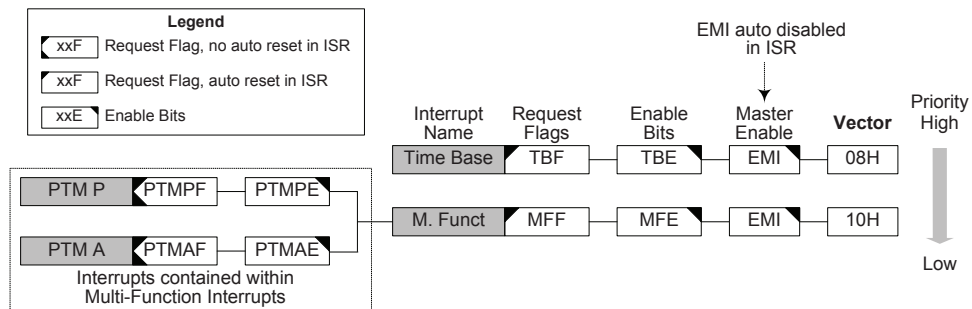 Legend
xxF Request Flag, no auto reset in ISR
xxF Request Flag, auto reset in ISR
xxE Enable Bits
EMI auto disabled
in ISR
Interrupt
Name
Request
Flags
Enable
Bits
Master
Enable
Vector
Priority
High
Time Base TBF TBE EMI 08H
PTM P PTMPF PTMPE
M. Funct MFF MFE EMI 10H
PTM A PTMAF PTMAE
Interrupts contained within
Multi-Function Interrupts
Low